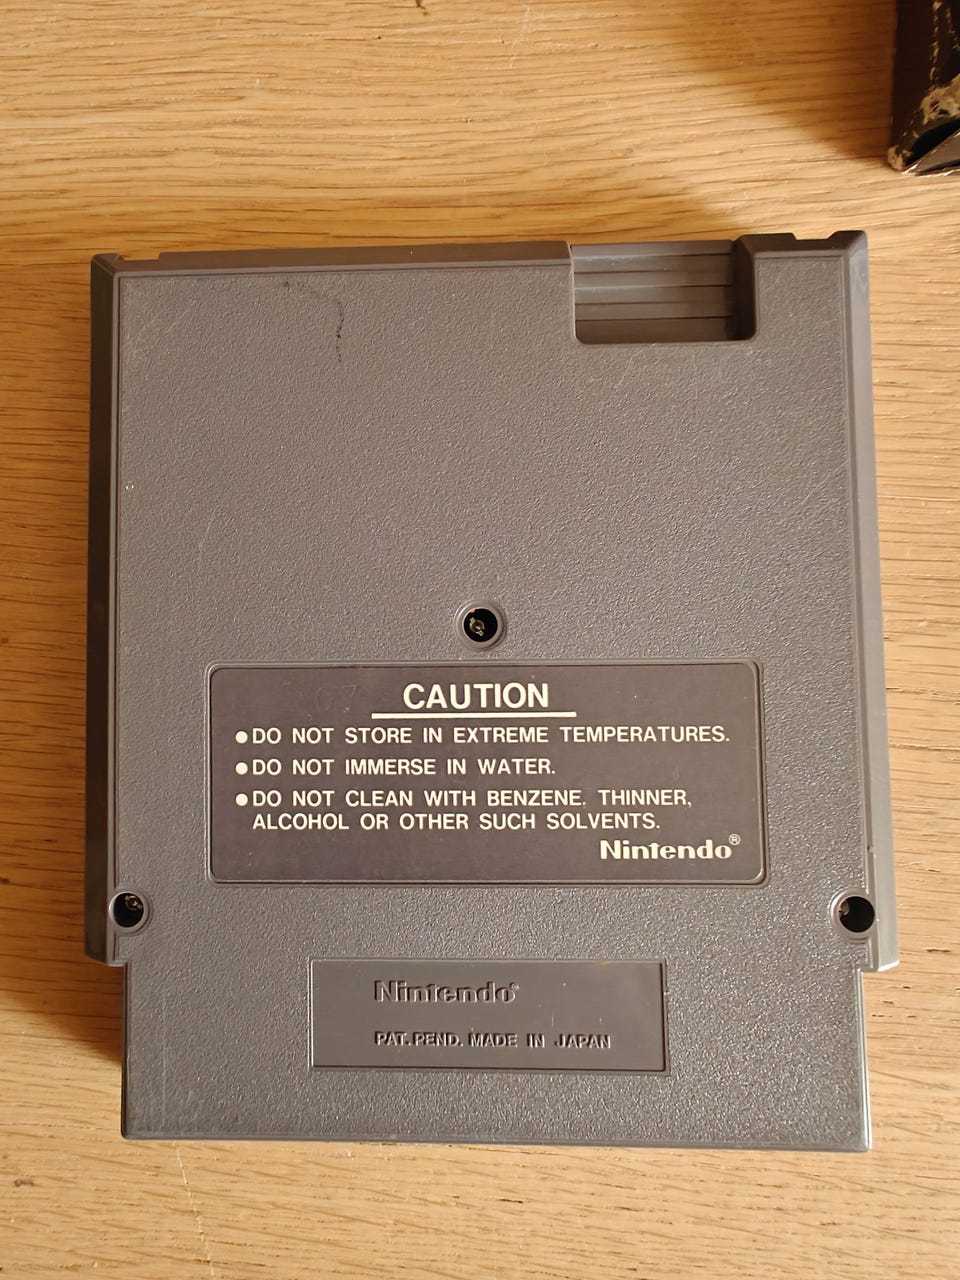 CAUTION
●DO NOT STORE IN EXTREME TEMPERATURES.
●DO NOT IMMERSE IN WATER.
●DO NOT CLEAN WITH BENZENE, THINNER,
ALCOHOL OR OTHER SUCH SOLVENTS.
Nintendo®
Nintendo®
PAT. PEND. MADE IN JAPAN